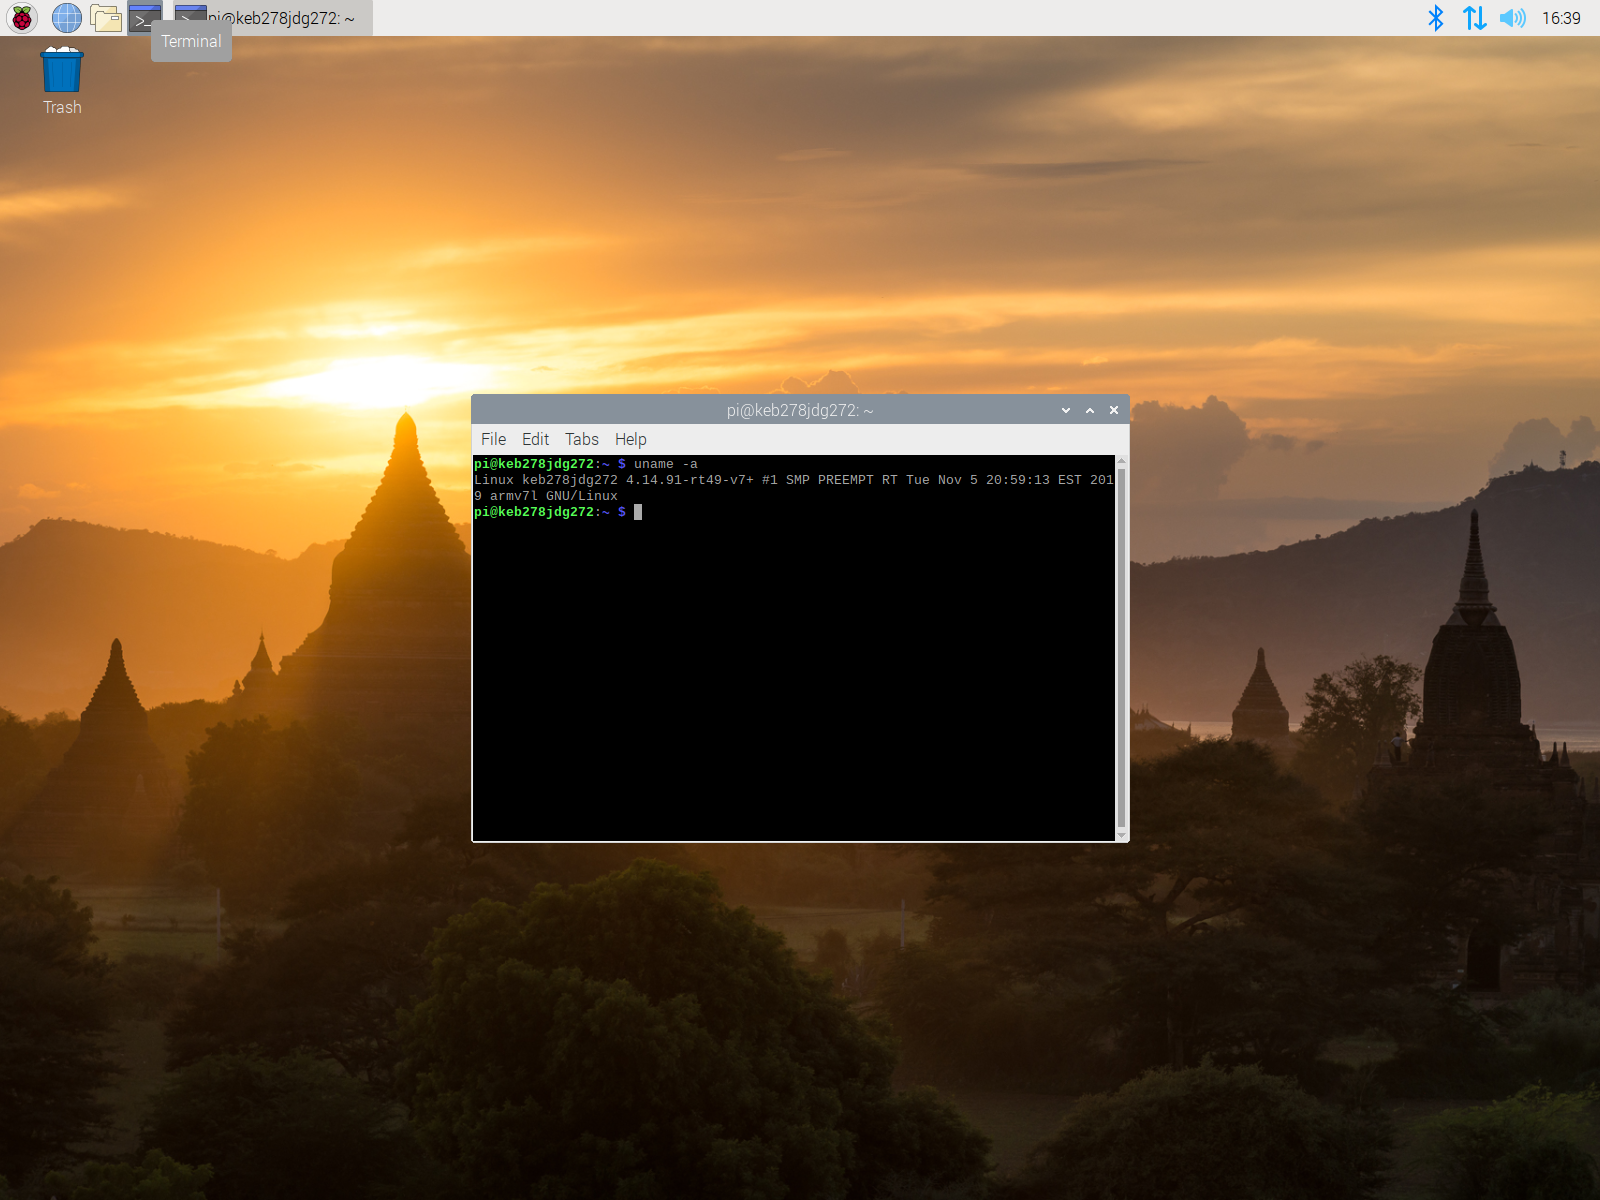 pi@keb278jdg272: ~
16:39
Terminal
Trash
pi@keb278jdg272: ~
File Edit Tabs Help
pi@keb278jdg272:~ $ uname -a
Linux keb278jdg272 4.14.91-rt49-v7+ #1 SMP PREEMPT RT Tue Nov 5 20:59:13 EST 201
9 armv7l GNU/Linux
pi@keb278jdg272:~ $